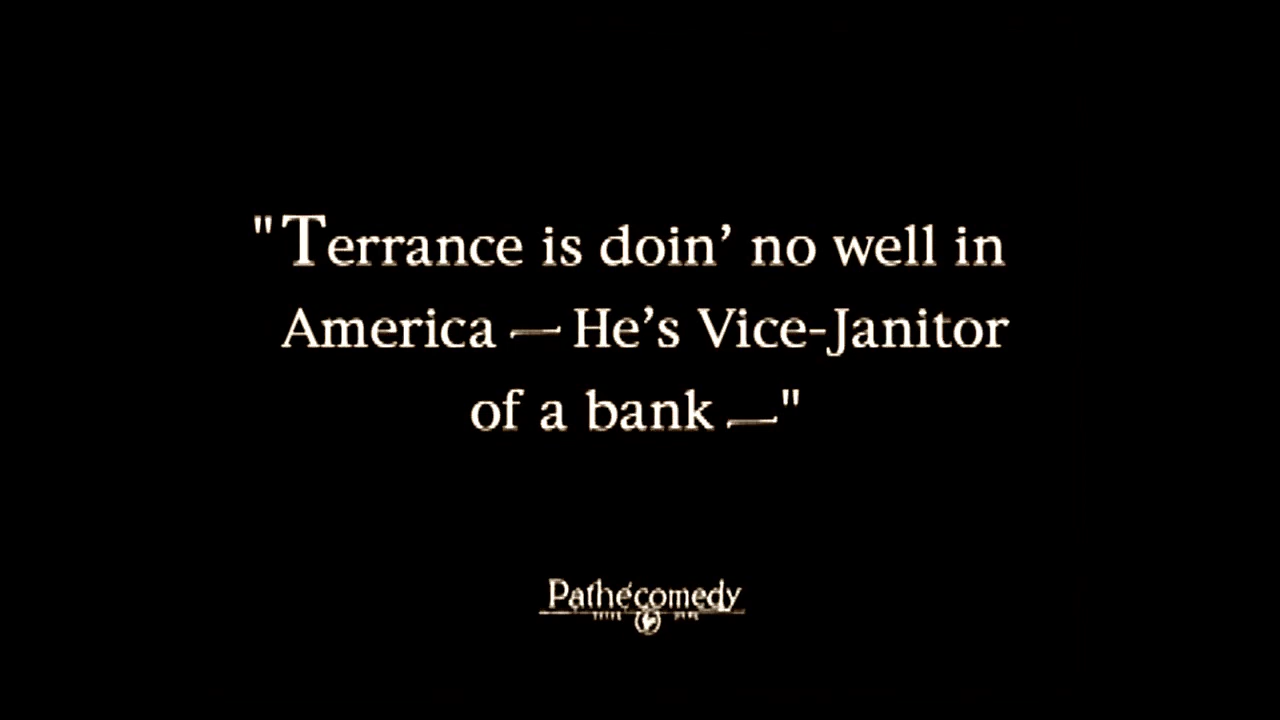 "Terrance is doin’ no well in
America — He’s Vice-Janitor
of a bank —"
Pathécomedy